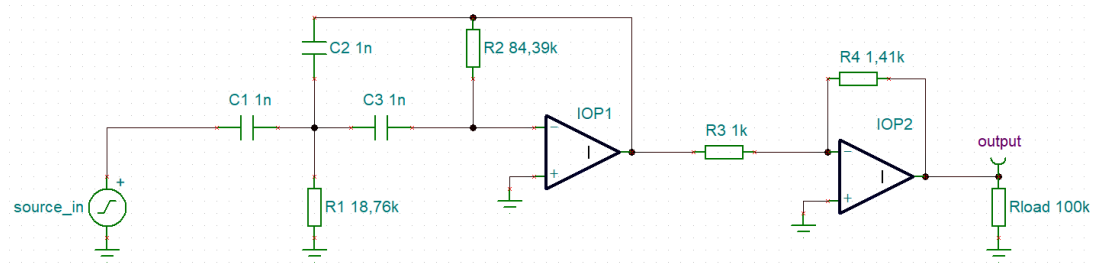 C2 1n
R2 84,39k
R4 1,41k
C1 1n
C3 1n
IOP1
IOP2
R3 1k
output
source_in
R1 18,76k
Rload 100k